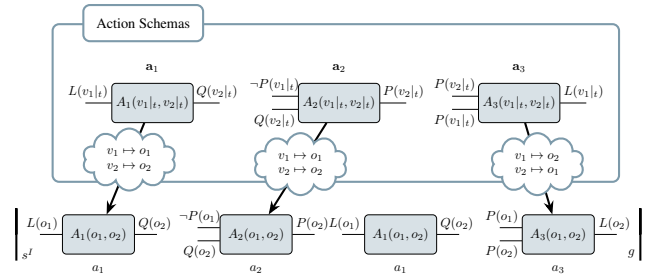 Action Schemas
a₁ a₂ a₃
L(v₁|ₜ) A₁(v₁|ₜ, v₂|ₜ) Q(v₂|ₜ)
¬P(v₁|ₜ) Q(v₂|ₜ) A₂(v₁|ₜ, v₂|ₜ) P(v₂|ₜ)
P(v₂|ₜ) P(v₁|ₜ) A₃(v₁|ₜ, v₂|ₜ) L(v₁|ₜ)
v₁ ↦ o₁
v₂ ↦ o₂
v₁ ↦ o₁
v₂ ↦ o₂
v₁ ↦ o₂
v₂ ↦ o₁
sᴵ L(o₁) A₁(o₁, o₂) Q(o₂)
¬P(o₁) Q(o₂) A₂(o₁, o₂) P(o₂)
L(o₁) A₁(o₁, o₂) Q(o₂)
P(o₁) P(o₂) A₃(o₁, o₂) L(o₂) g
a₁ a₂ a₁ a₃